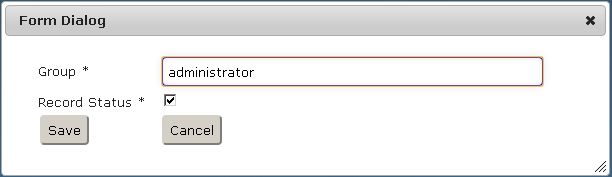 Form Dialog
Group * administrator
Record Status *
Save Cancel